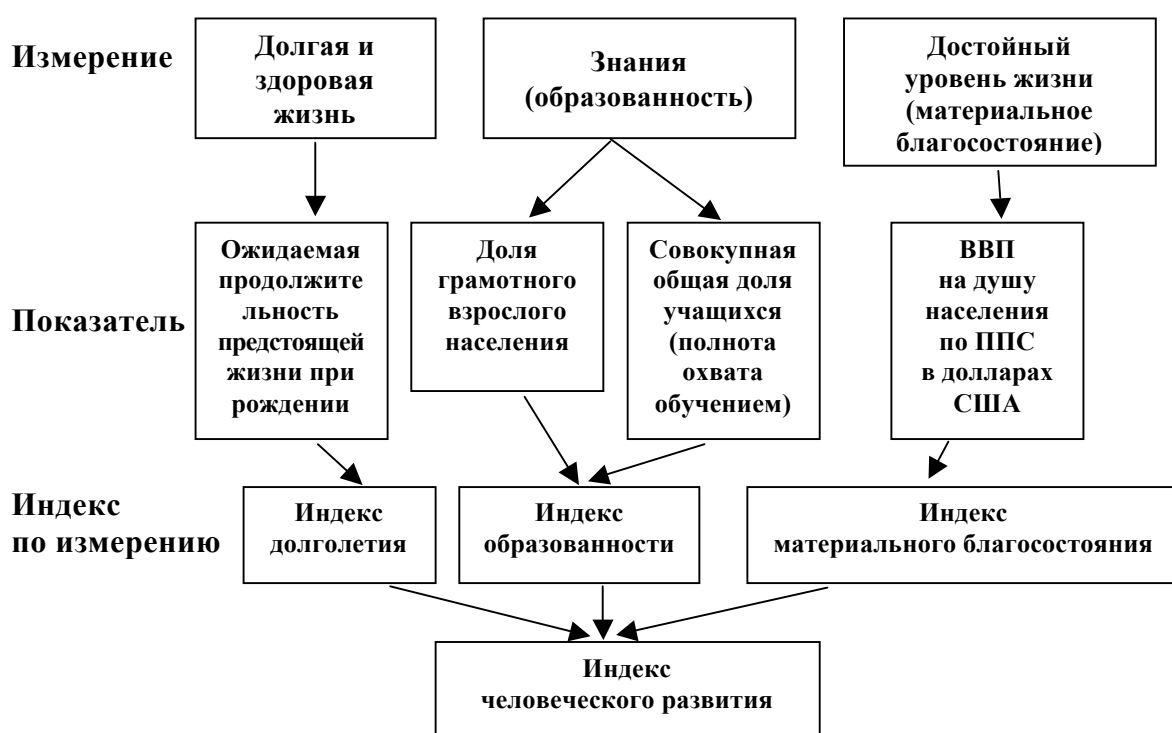 Измерение
Долгая и
здоровая
жизнь
Знания
(образованность)
Достойный
уровень жизни
(материальное
благосостояние)
Показатель
Ожидаемая
продолжите
льность
предстоящей
жизни при
рождении
Доля
грамотного
взрослого
населения
Совокупная
общая доля
учащихся
(полнота
охвата
обучением)
ВВП
на душу
населения
по ППС
в долларах
США
Индекс
по измерению
Индекс
долголетия
Индекс
образованности
Индекс
материального благосостояния
Индекс
человеческого развития